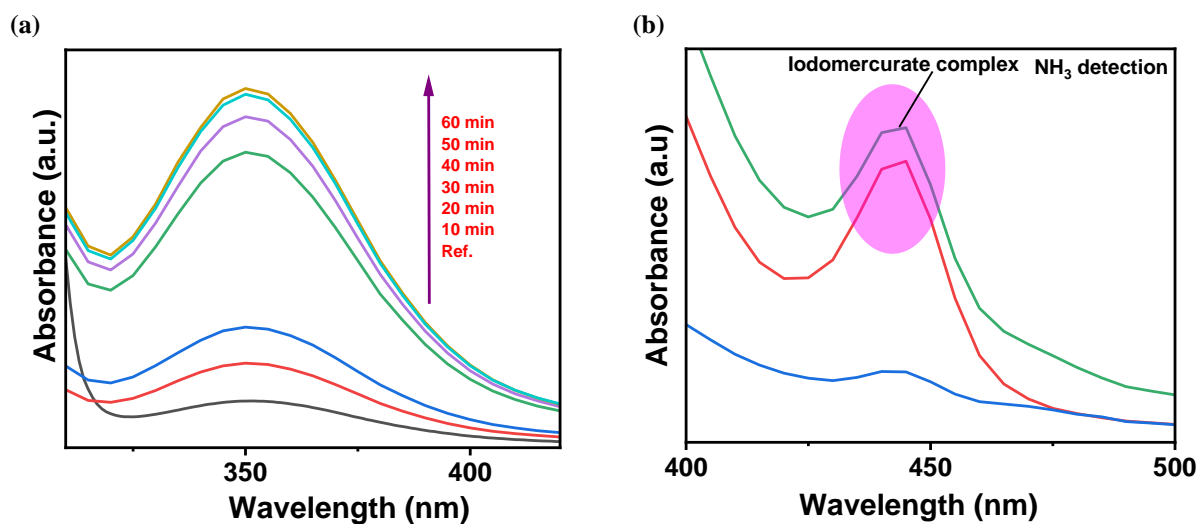 (a)
Absorbance (a.u.)
60 min
50 min
40 min
30 min
20 min
10 min
Ref.
350
400
Wavelength (nm)
(b)
Absorbance (a.u)
Iodomercurate complex
NH₃ detection
400
450
500
Wavelength (nm)